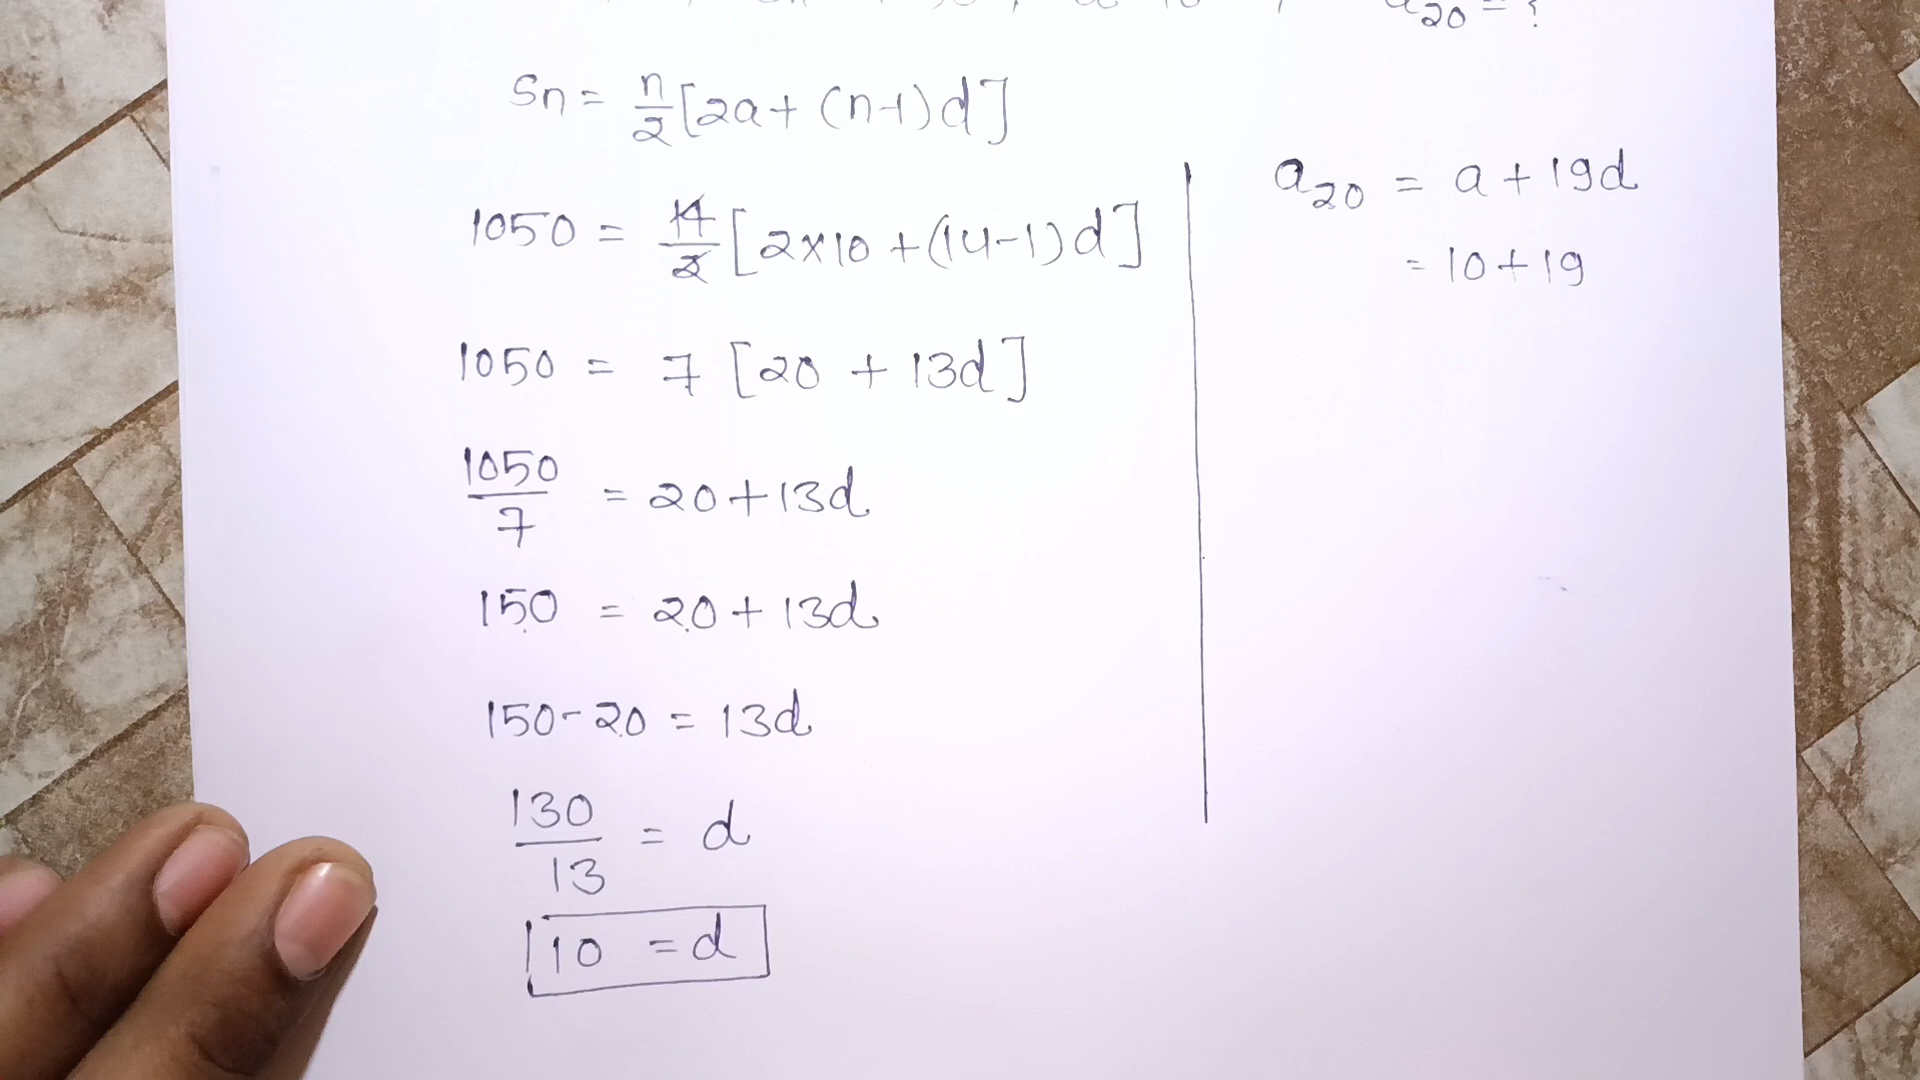 a20 = ?
Sn = n/2 [2a + (n-1)d]
1050 = 14/2 [2×10 + (14-1)d]
1050 = 7 [20 + 13d]
1050/7 = 20+13d
150 = 20+13d
150-20 = 13d
130/13 = d
10 = d
a20 = a + 19d
= 10+19